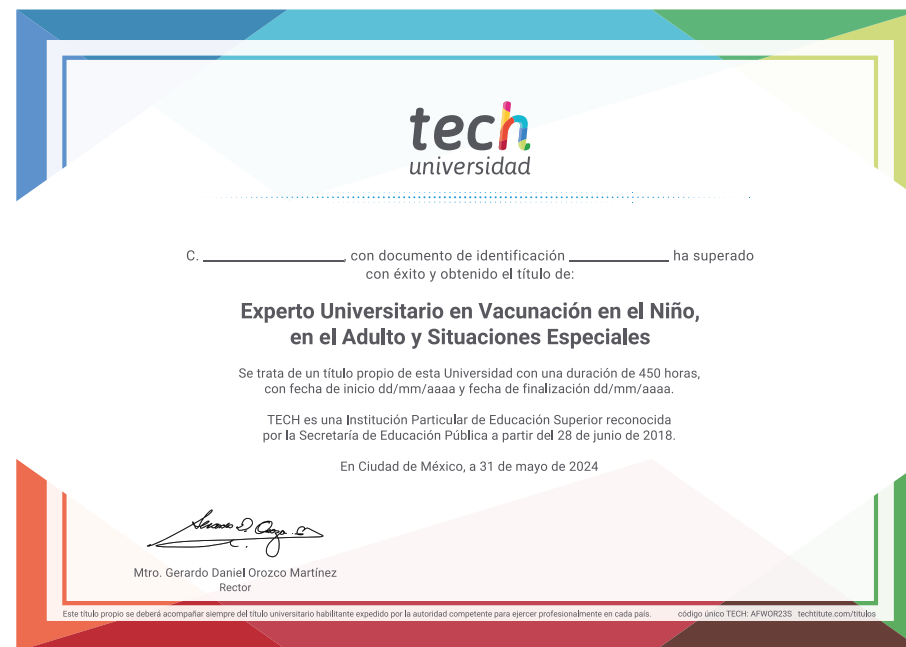 tech
universidad
C. ____________, con documento de identificación ____________ ha superado
con éxito y obtenido el título de:
Experto Universitario en Vacunación en el Niño,
en el Adulto y Situaciones Especiales
Se trata de un título propio de esta Universidad con una duración de 450 horas,
con fecha de inicio dd/mm/aaaa y fecha de finalización dd/mm/aaaa.
TECH es una Institución Particular de Educación Superior reconocida
por la Secretaría de Educación Pública a partir del 28 de junio de 2018.
En Ciudad de México, a 31 de mayo de 2024
Mtro. Gerardo Daniel Orozco Martínez
Rector
Este título propio se deberá acompañar siempre del título universitario habilitante expedido por la autoridad competente para ejercer profesionalmente en cada país. código único TECH: AFWOR23S techtitute.com/titulos